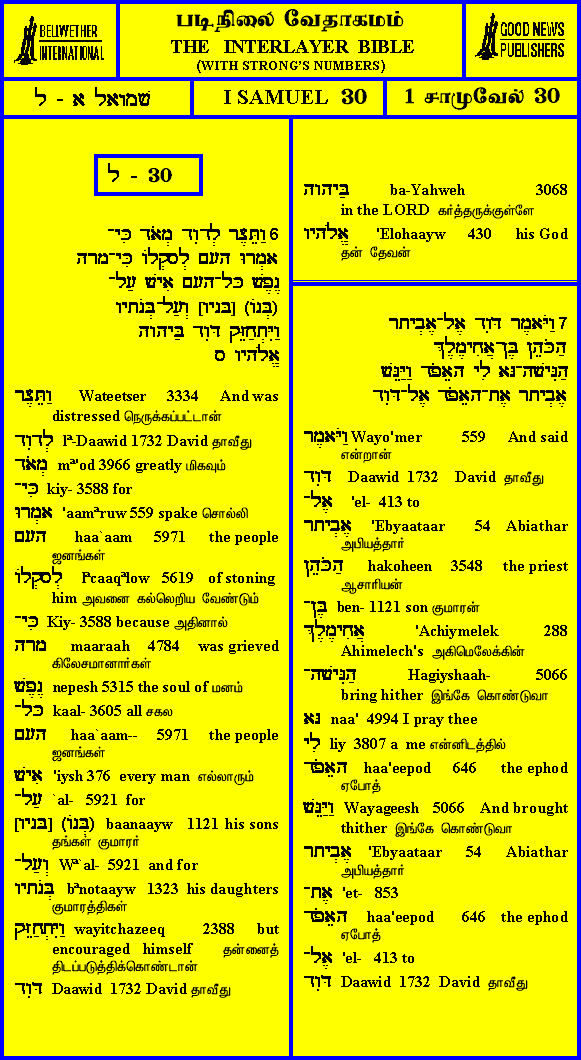 BELLWETHER
INTERNATIONAL
படிநிலை வேதாகமம்
THE INTERLAYER BIBLE
(WITH STRONG'S NUMBERS)
GOOD NEWS
PUBLISHERS
שמואל א - ל
I SAMUEL 30
1 சாமுவேல் 30
ל - 30
6 וַתֵּצֶר לְדָוִד מְאֹד כִּי־
אָמְרוּ הָעָם לְסָקְלוֹ כִּי־מָרָה
נֶפֶשׁ כָּל־הָעָם אִישׁ עַל־
(בְּנוֹ) [בָּנָיו] וְעַל־בְּנֹתָיו
וַיִּתְחַזֵּק דָּוִד בַּיהוָה
אֱלֹהָיו ס
וַתֵּצֶר Wateetser 3334 And was
distressed நெருக்கப்பட்டான்
לְדָוִד lª-Daawid 1732 David தாவீது
מְאֹד mª'od 3966 greatly மிகவும்
כִּי־ kiy- 3588 for
אָמְרוּ 'aamªruw 559 spake சொல்லி
הָעָם haa`aam 5971 the people
ஜனங்கள்
לְסָקְלוֹ lªcaaqªlow 5619 of stoning
him அவனை கல்லெறிய வேண்டும்
כִּי־ Kiy- 3588 because அதினால்
מָרָה maaraah 4784 was grieved
கிலேசமானார்கள்
נֶפֶשׁ nepesh 5315 the soul of மனம்
כָּל־ kaal- 3605 all சகல
הָעָם haa`aam-- 5971 the people
ஜனங்கள்
אִישׁ 'iysh 376 every man எல்லாரும்
עַל־ `al- 5921 for
(בְּנוֹ) [בָּנָיו] baanaayw 1121 his sons
தங்கள் குமாரர்
וְעַל־ Wª`al- 5921 and for
בְּנֹתָיו bªnotaayw 1323 his daughters
குமாரத்திகள்
וַיִּתְחַזֵּק wayitchazeeq 2388 but
encouraged himself தன்னைத்
திடப்படுத்திக்கொண்டான்
דָּוִד Daawid 1732 David தாவீது
בַּיהוָה ba-Yahweh 3068
in the LORD கர்த்தருக்குள்ளே
אֱלֹהָיו 'Elohaayw 430 his God
தன் தேவன்
7 וַיֹּאמֶר דָּוִד אֶל־אֶבְיָתָר
הַכֹּהֵן בֶּן־אֲחִימֶלֶךְ
הַגִּישָׁה־נָּא לִי הָאֵפֹד וַיַּגֵּשׁ
אֶבְיָתָר אֶת־הָאֵפֹד אֶל־דָּוִד
וַיֹּאמֶר Wayo'mer 559 And said
என்றான்
דָּוִד Daawid 1732 David தாவீது
אֶל־ 'el- 413 to
אֶבְיָתָר 'Ebyaataar 54 Abiathar
அபியத்தார்
הַכֹּהֵן hakoheen 3548 the priest
ஆசாரியன்
בֶּן־ ben- 1121 son குமாரன்
אֲחִימֶלֶךְ 'Achiymelek 288
Ahimelech's அகிமெலேக்கின்
הַגִּישָׁה־ Hagiyshaah- 5066
bring hither இங்கே கொண்டுவா
נָא naa' 4994 I pray thee
לִי liy 3807 a me என்னிடத்தில்
הָאֵפֹד haa'eepod 646 the ephod
ஏபோத்
וַיַּגֵּשׁ Wayageesh 5066 And brought
thither இங்கே கொண்டுவா
אֶבְיָתָר 'Ebyaataar 54 Abiathar
அபியத்தார்
אֶת־ 'et- 853
הָאֵפֹד haa'eepod 646 the ephod
ஏபோத்
אֶל־ 'el- 413 to
דָּוִד Daawid 1732 David தாவீது